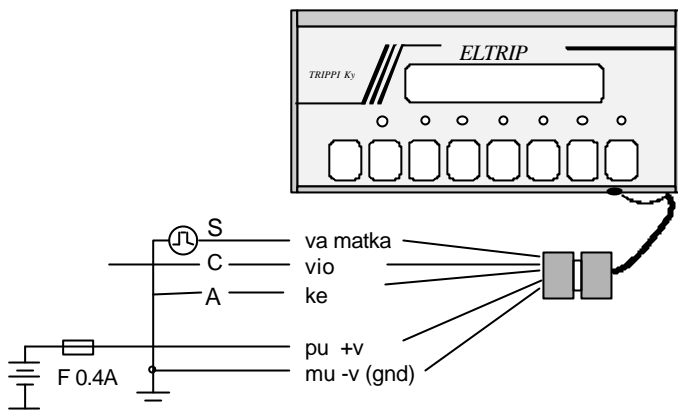 ELTRIP
TRIPPI Ky
S va matka
C vio
A ke
pu +v
F 0.4A mu -v (gnd)